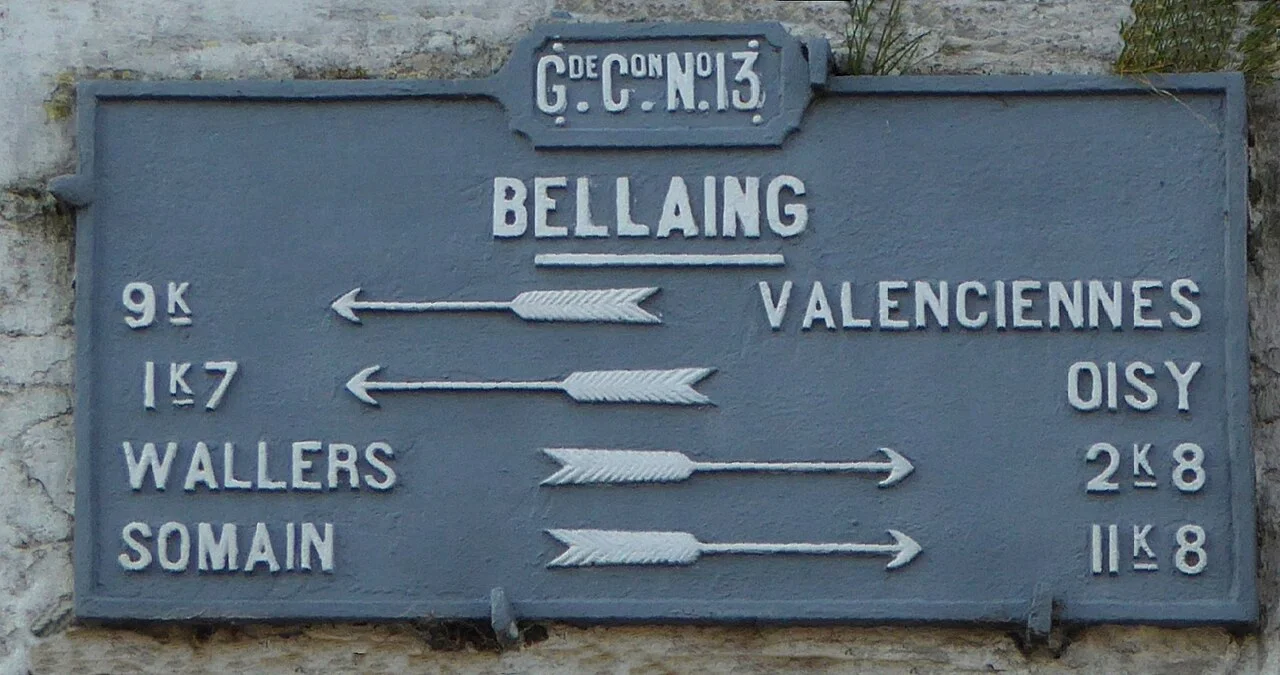 GDE. CON. No. 13
BELLAING
9K VALENCIENNES
1K7 OISY
WALLERS 2K8
SOMAIN 11K8